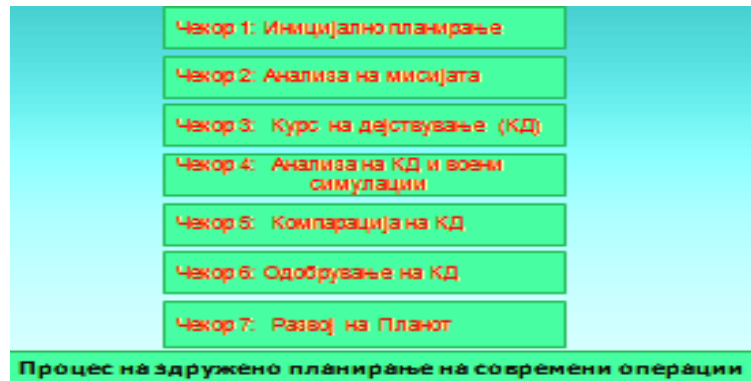 Чекор 1: Иницијално планирање
Чекор 2: Анализа на мисијата
Чекор 3: Курс на дејствување (КД)
Чекор 4: Анализа на КД и воени
симулации
Чекор 5: Компарација на КД
Чекор 6: Одобрување на КД
Чекор 7: Развој на Планот
Процес на здружено планирање на современи операции